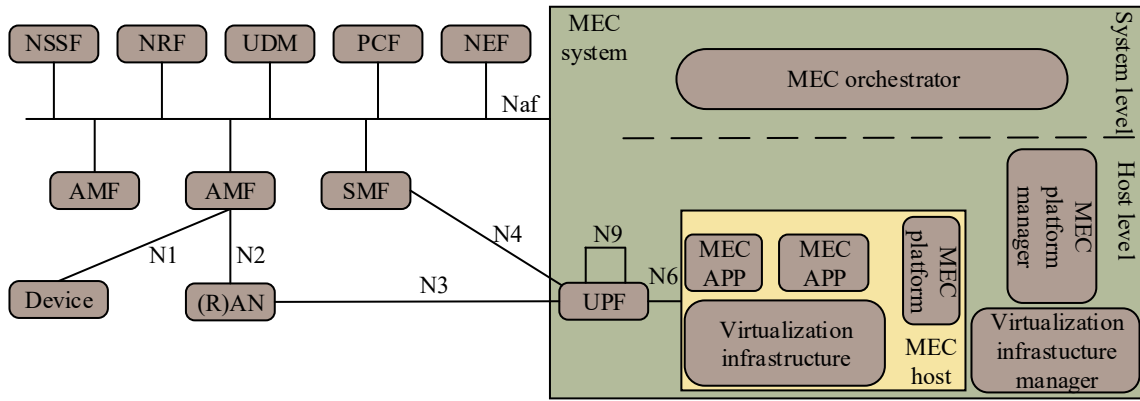 NSSF
NRF
UDM
PCF
NEF
Naf
AMF
AMF
SMF
N1
N2
N4
N3
Device
(R)AN
UPF
N9
N6
MEC
system
MEC orchestrator
System level
Host level
MEC
platform
manager
MEC
APP
MEC
APP
MEC
platform
Virtualization
infrastructure
MEC
host
Virtualization
infrastucture
manager